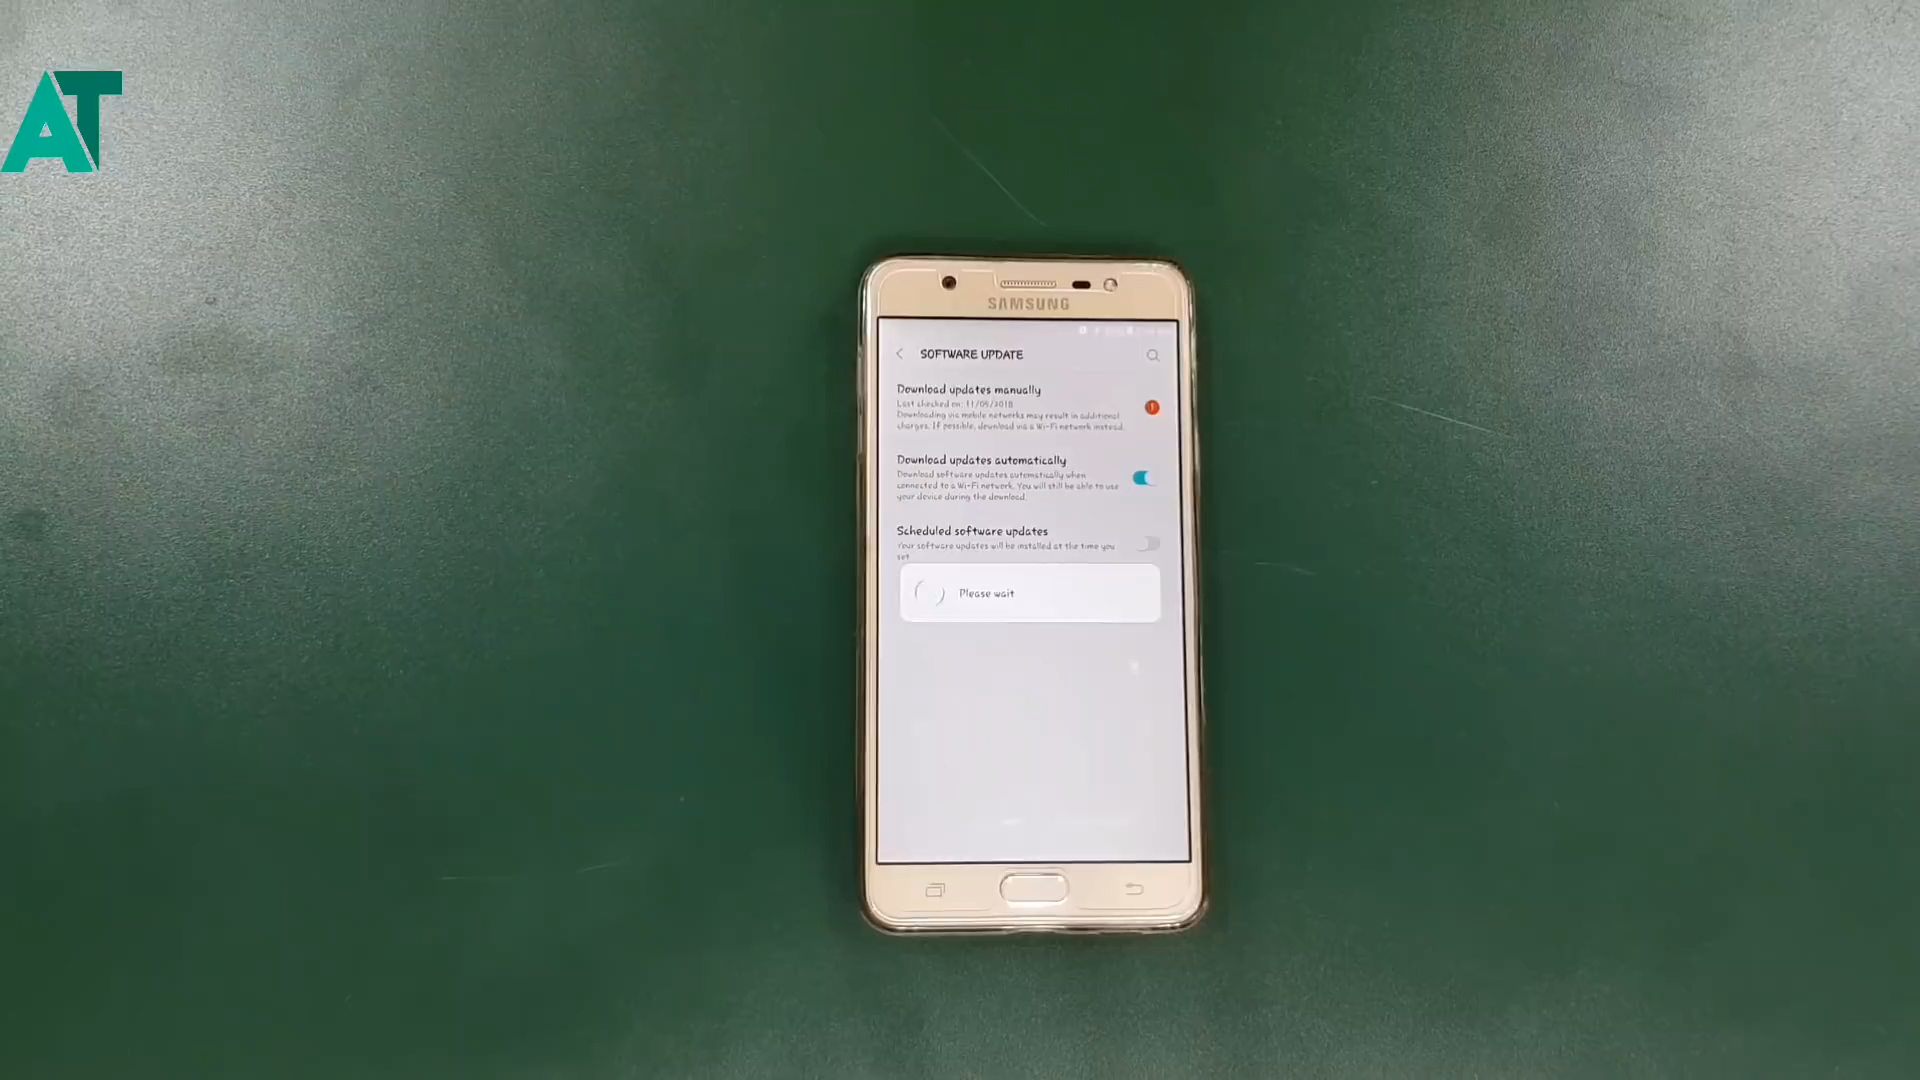 AT
SAMSUNG
SOFTWARE UPDATE
Download updates manually
Last checked on: 11/05/2018
Downloading via mobile networks may result in additional
charges. If possible, download via a Wi-Fi network instead.
Download updates automatically
Download software updates automatically when
connected to a Wi-Fi network. You will still be able to use
your device during the download.
Scheduled software updates
Your software updates will be installed at the time you
set.
Please wait